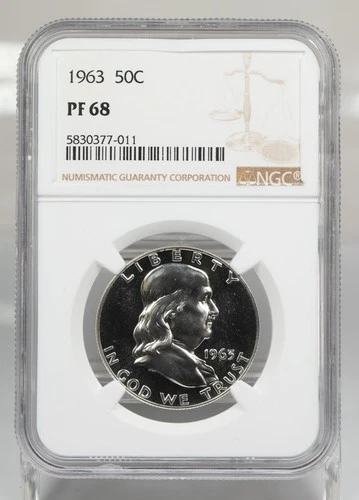 1963 50C
PF 68
5830377-011
NUMISMATIC GUARANTY CORPORATION
NGC®
LIBERTY
1963
IN GOD WE TRUST